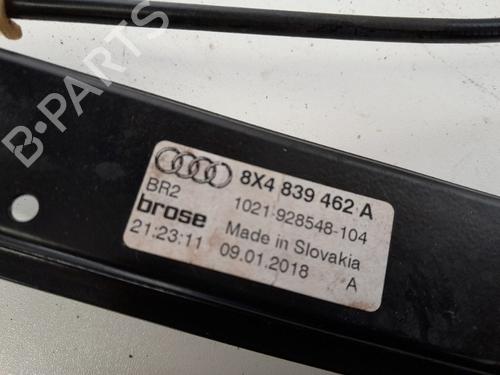 B-PARTS
8X4 839 462 A
BR2
1021-928548-104
brose
Made in Slovakia
21:23:11
09.01.2018
A